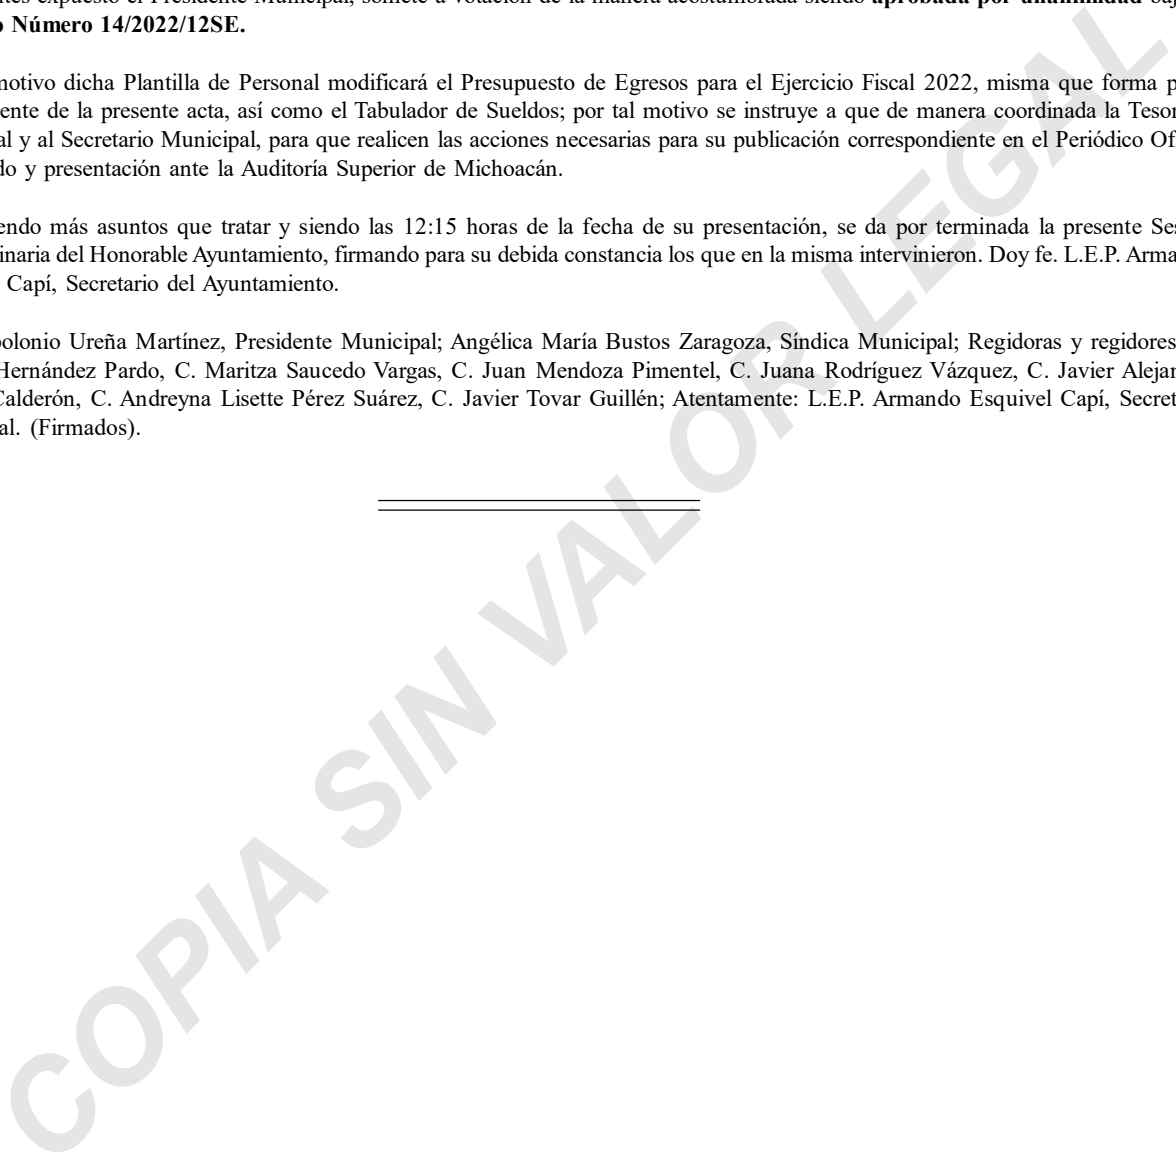 expuesto el Presidente Municipal, somete a votación de la manera acostumbrada siendo aprobada por unanimidad
Número 14/2022/12SE.
motivo dicha Plantilla de Personal modificará el Presupuesto de Egresos para el Ejercicio Fiscal 2022, misma que forma
ente de la presente acta, así como el Tabulador de Sueldos; por tal motivo se instruye a que de manera coordinada la Tesor
al y al Secretario Municipal, para que realicen las acciones necesarias para su publicación correspondiente en el Periódico Of
do y presentación ante la Auditoría Superior de Michoacán.
endo más asuntos que tratar y siendo las 12:15 horas de la fecha de su presentación, se da por terminada la presente Ses
inaria del Honorable Ayuntamiento, firmando para su debida constancia los que en la misma intervinieron. Doy fe. L.E.P. Arma
Capí, Secretario del Ayuntamiento.
olonio Ureña Martínez, Presidente Municipal; Angélica María Bustos Zaragoza, Síndica Municipal; Regidoras y regidores
Hernández Pardo, C. Maritza Saucedo Vargas, C. Juan Mendoza Pimentel, C. Juana Rodríguez Vázquez, C. Javier Alejan
Calderón, C. Andreyna Lisette Pérez Suárez, C. Javier Tovar Guillén; Atentamente: L.E.P. Armando Esquivel Capí, Secret
al. (Firmados).
COPIA SIN VALOR LEGAL